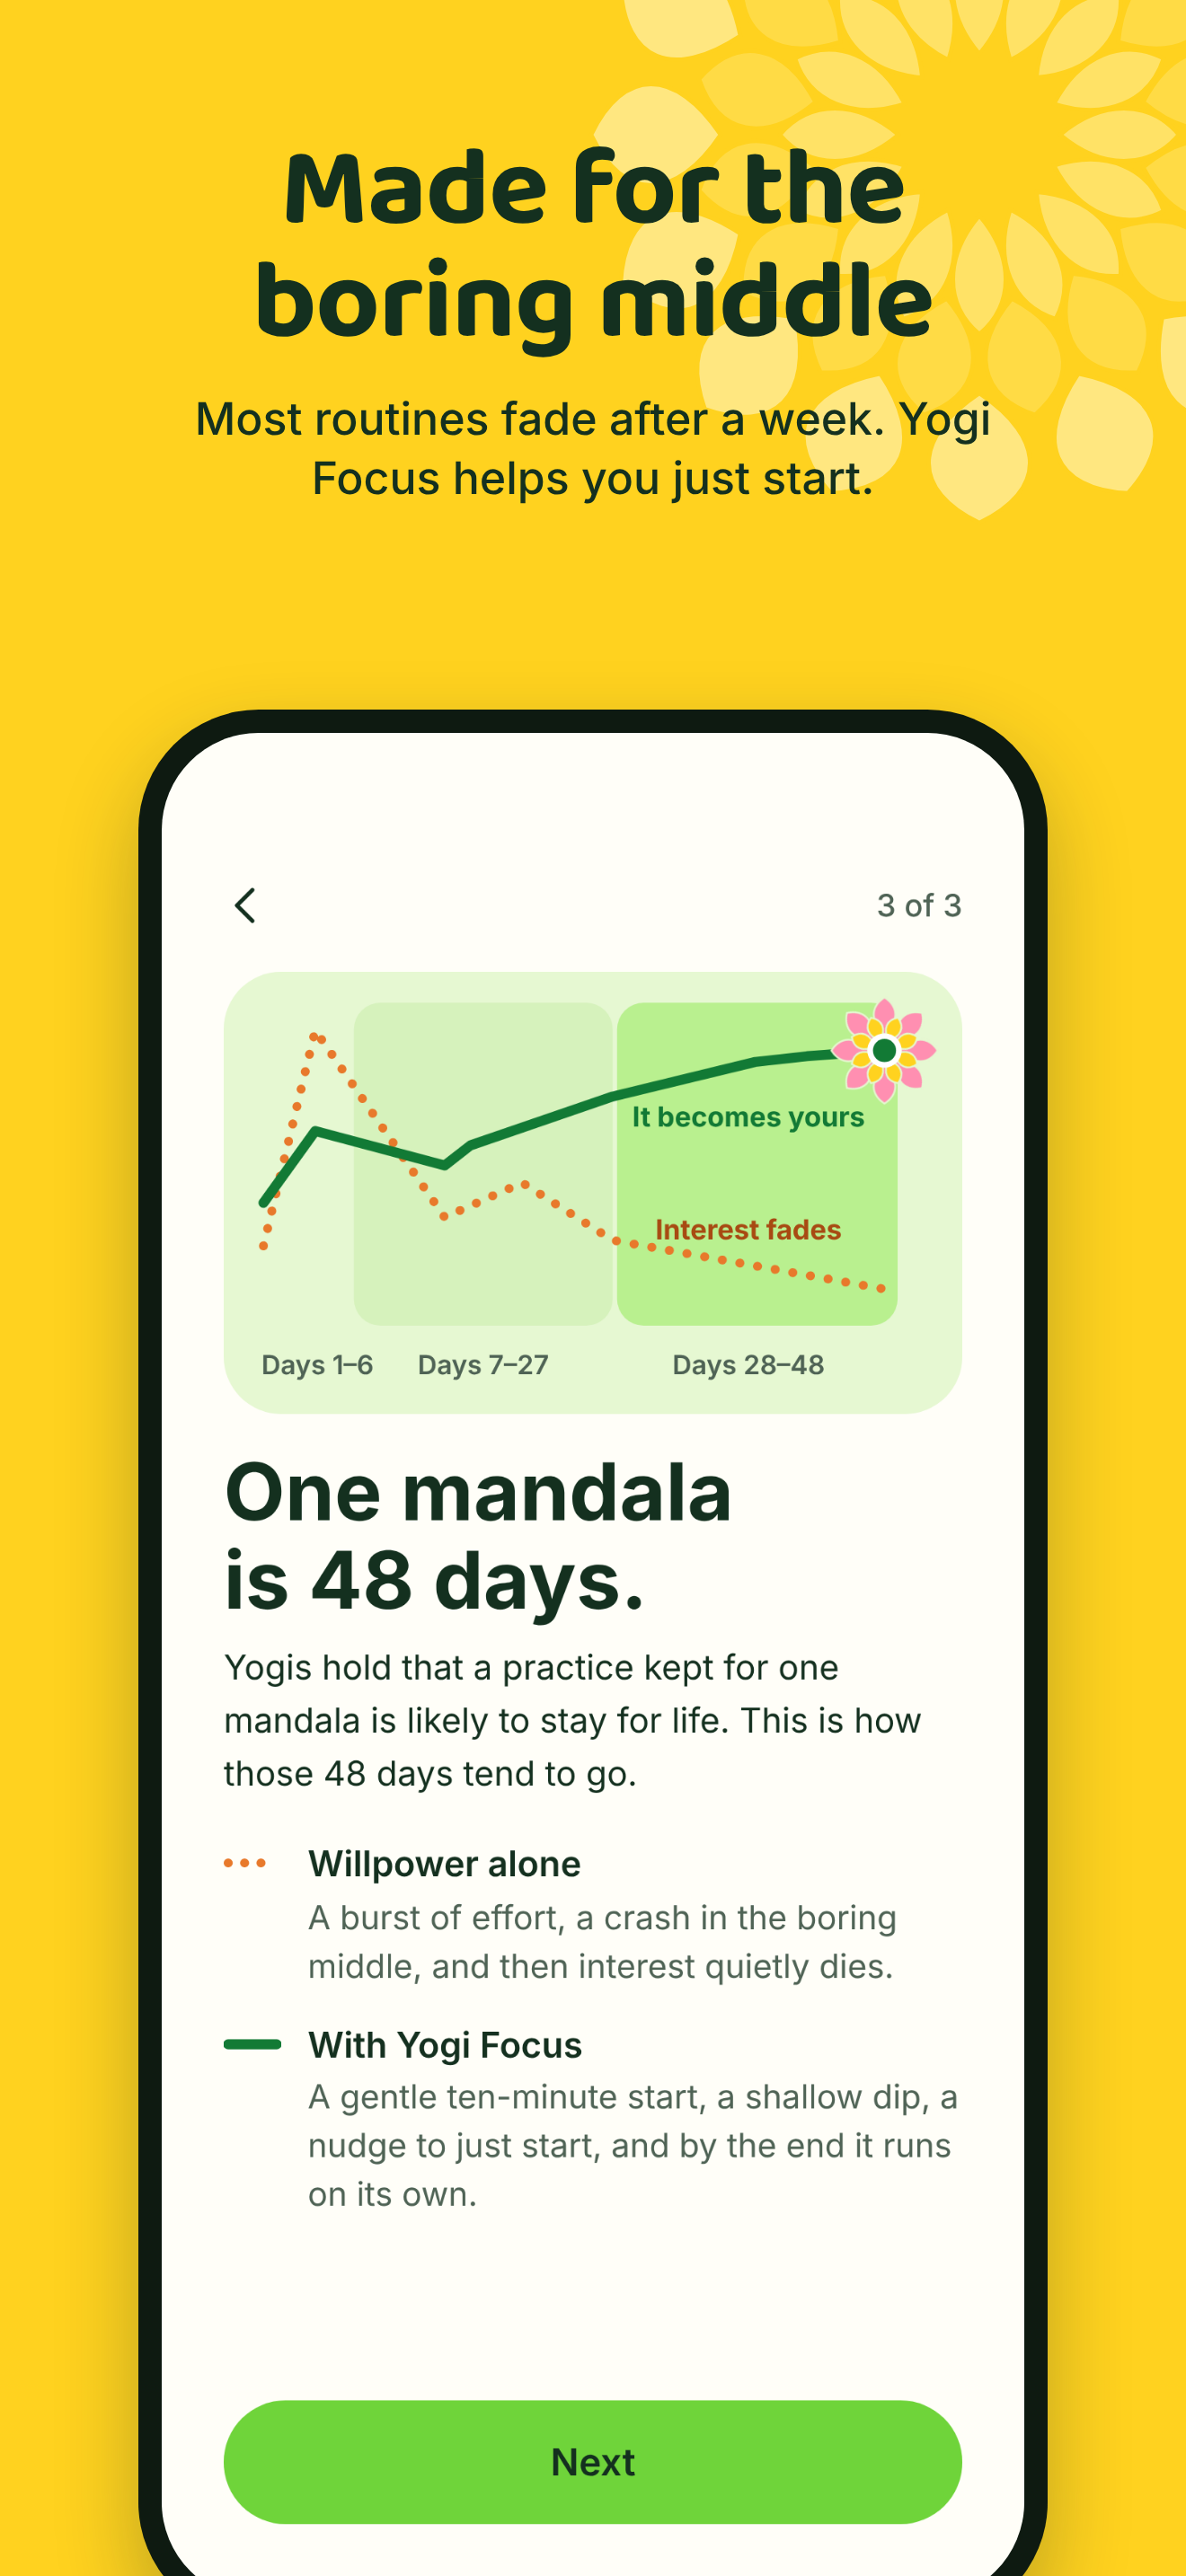 Made for the
boring middle
Most routines fade after a week. Yogi
Focus helps you just start.
3 of 3
It becomes yours
Interest fades
Days 1–6
Days 7–27
Days 28–48
One mandala
is 48 days.
Yogis hold that a practice kept for one
mandala is likely to stay for life. This is how
those 48 days tend to go.
Willpower alone
A burst of effort, a crash in the boring
middle, and then interest quietly dies.
With Yogi Focus
A gentle ten-minute start, a shallow dip, a
nudge to just start, and by the end it runs
on its own.
Next